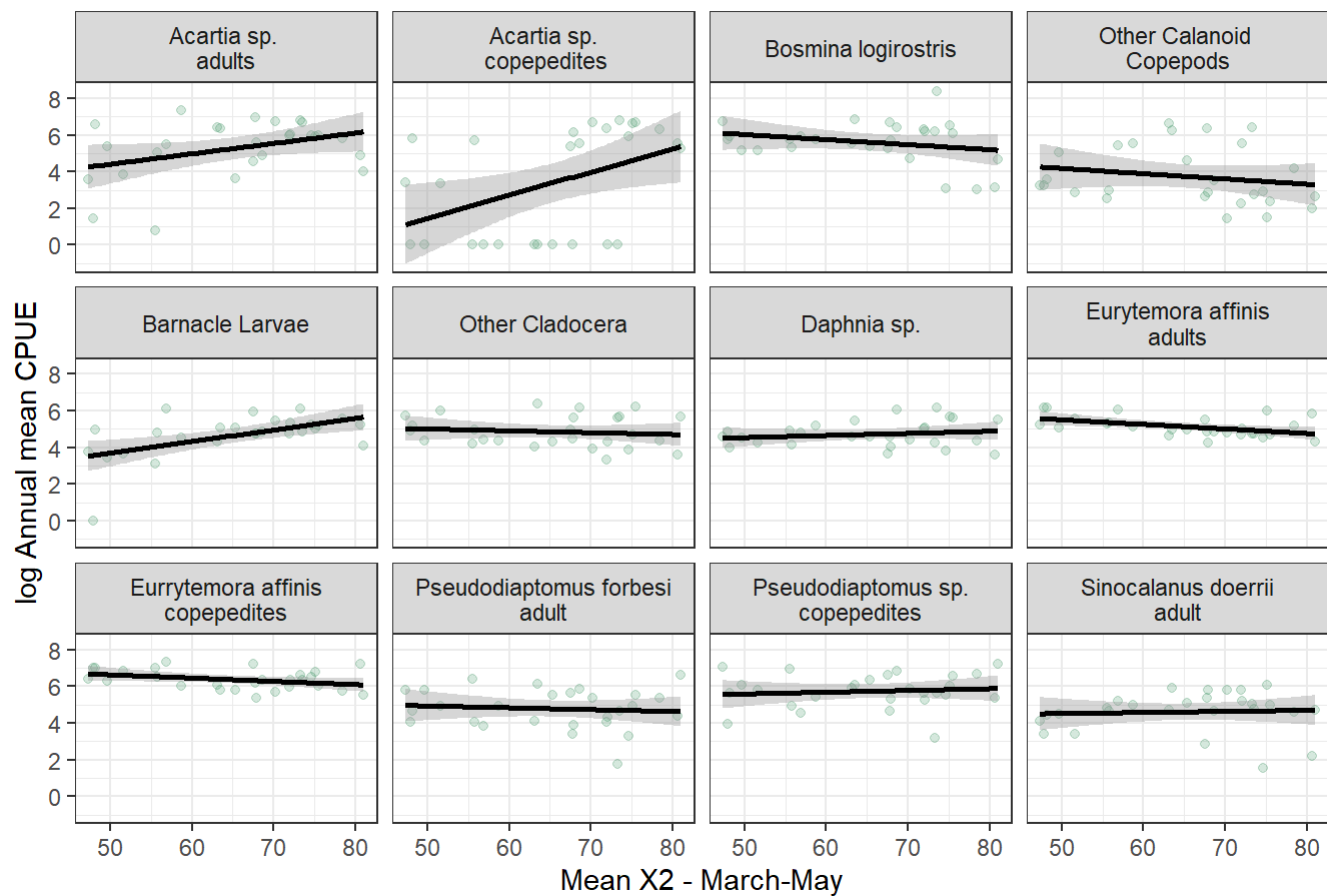 Acartia sp.
adults
Acartia sp.
copepedites
Bosmina logirostris
Other Calanoid
Copepods
8
6
4
2
0
Barnacle Larvae
Other Cladocera
Daphnia sp.
Eurytemora affinis
adults
8
6
4
2
0
log Annual mean CPUE
Eurrytemora affinis
copepedites
Pseudodiaptomus forbesi
adult
Pseudodiaptomus sp.
copepedites
Sinocalanus doerrii
adult
8
6
4
2
0
50 60 70 80 50 60 70 80 50 60 70 80 50 60 70 80
Mean X2 - March-May